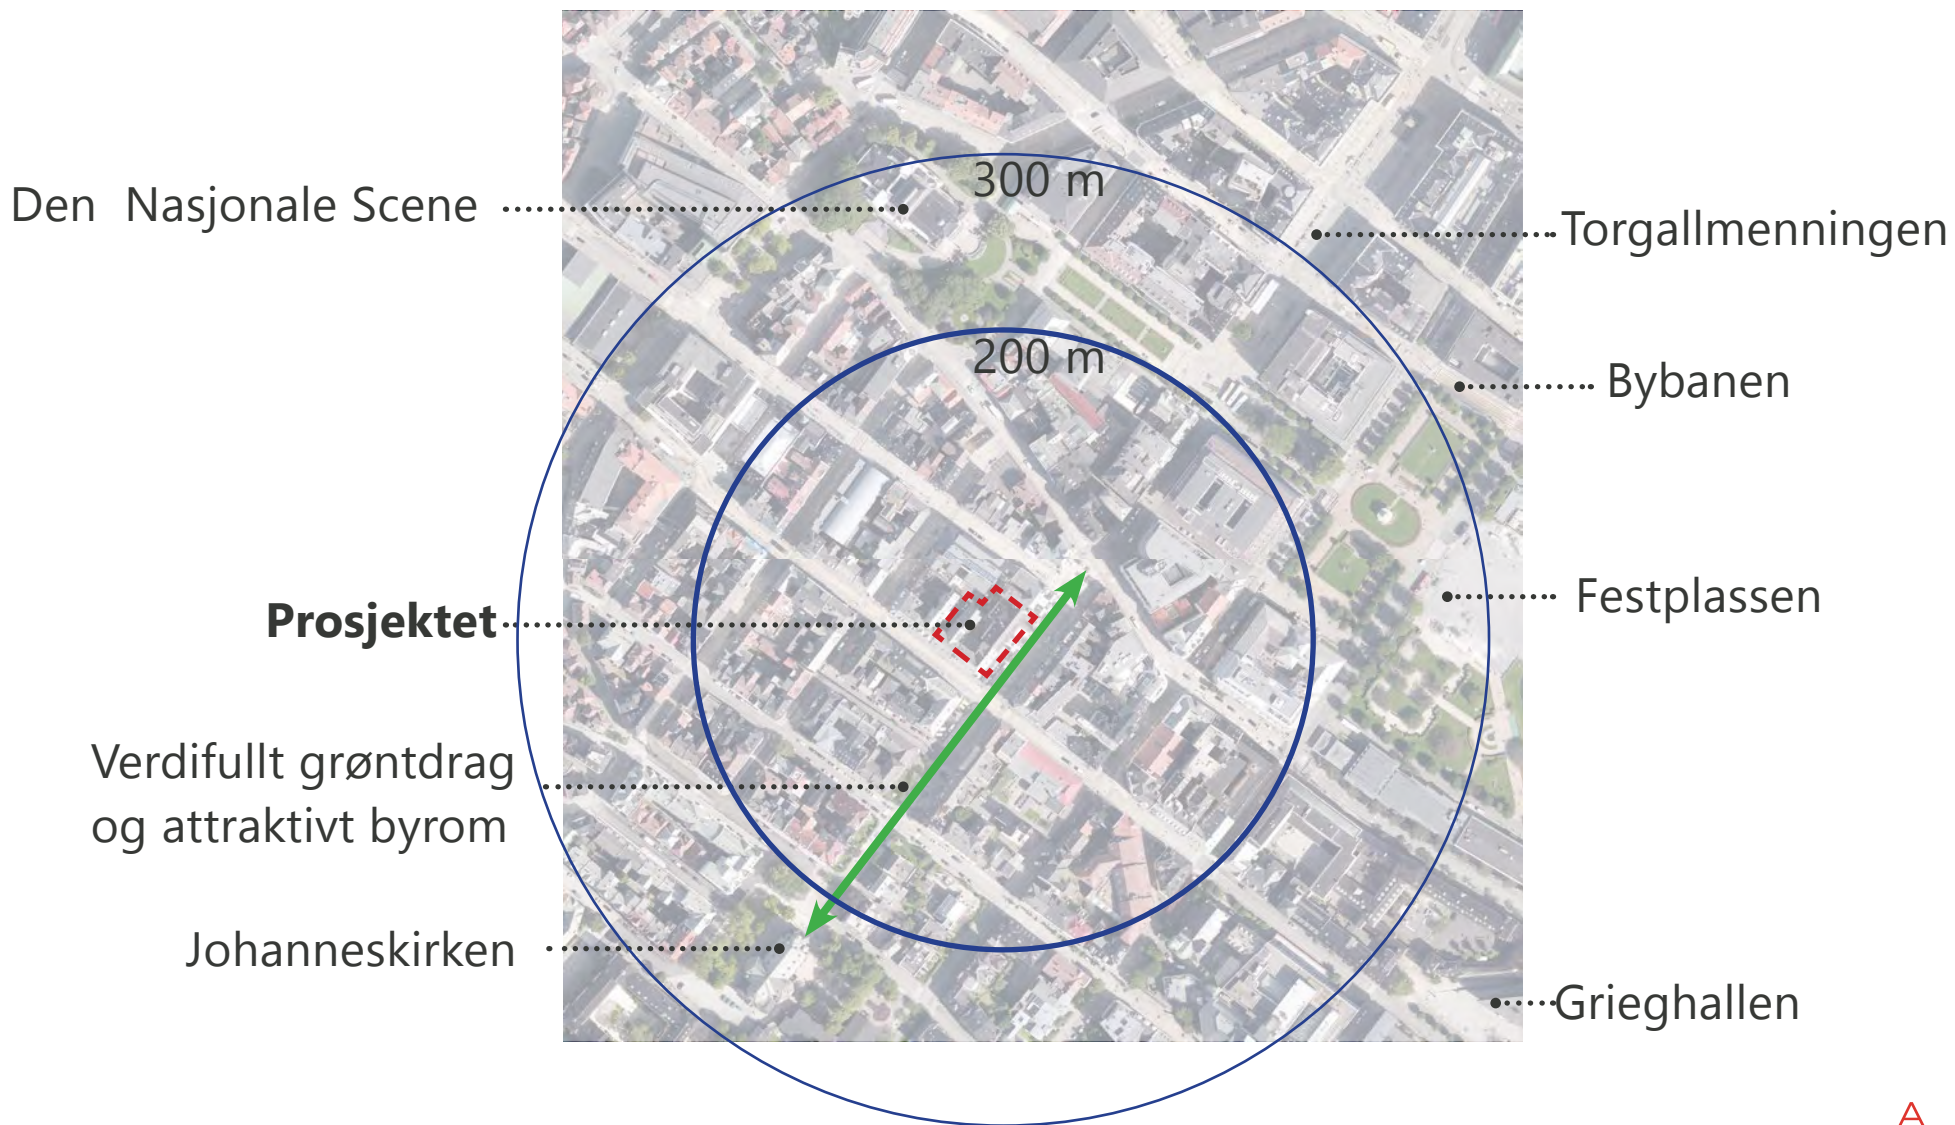 300 m
Den Nasjonale Scene
Torgallmenningen
200 m
Bybanen
Festplassen
Prosjektet
Verdifullt grøntdrag
og attraktivt byrom
Johanneskirken
Grieghallen